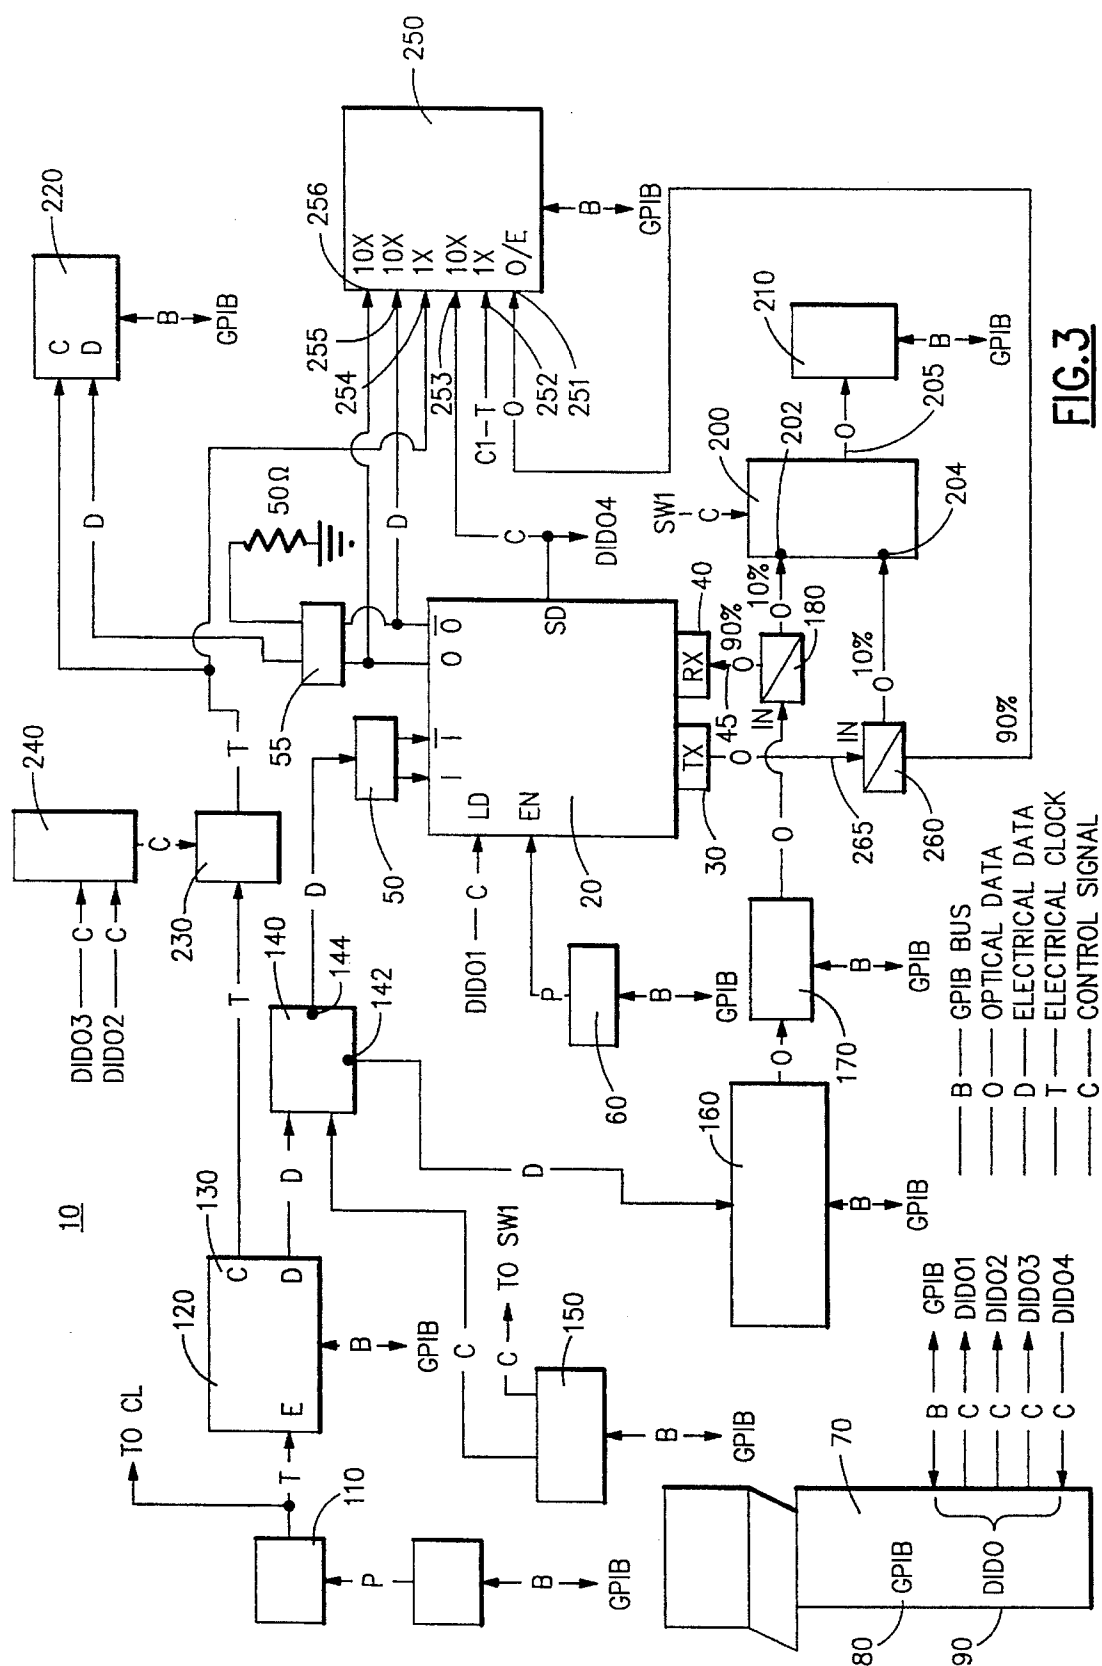 10
TO CL
110
T
P
B
GPIB
120
130
E
C
D
B
GPIB
T
D
C
C
TO SW1
150
B
GPIB
DIDO3
DIDO2
C
C
240
C
230
T
140
144
142
D
D
50
I
I
55
50Ω
O
O
D
D
220
C
D
B
GPIB
250
256
255
254
253
252
251
10X
10X
1X
10X
1X
O/E
C1-T
O
B
GPIB
DIDO1
C
LD
EN
20
SD
C
DIDO4
P
60
B
GPIB
TX
RX
30
40
45
O
O
90%
10%
O
180
IN
IN
265
260
O
10%
90%
SW1
C
200
202
204
205
O
210
B
GPIB
160
O
170
O
B
GPIB
B
GPIB
70
80
GPIB
90
DIDO
B GPIB
C DIDO1
C DIDO2
C DIDO3
C DIDO4
B GPIB BUS
O OPTICAL DATA
D ELECTRICAL DATA
T ELECTRICAL CLOCK
C CONTROL SIGNAL
FIG.3